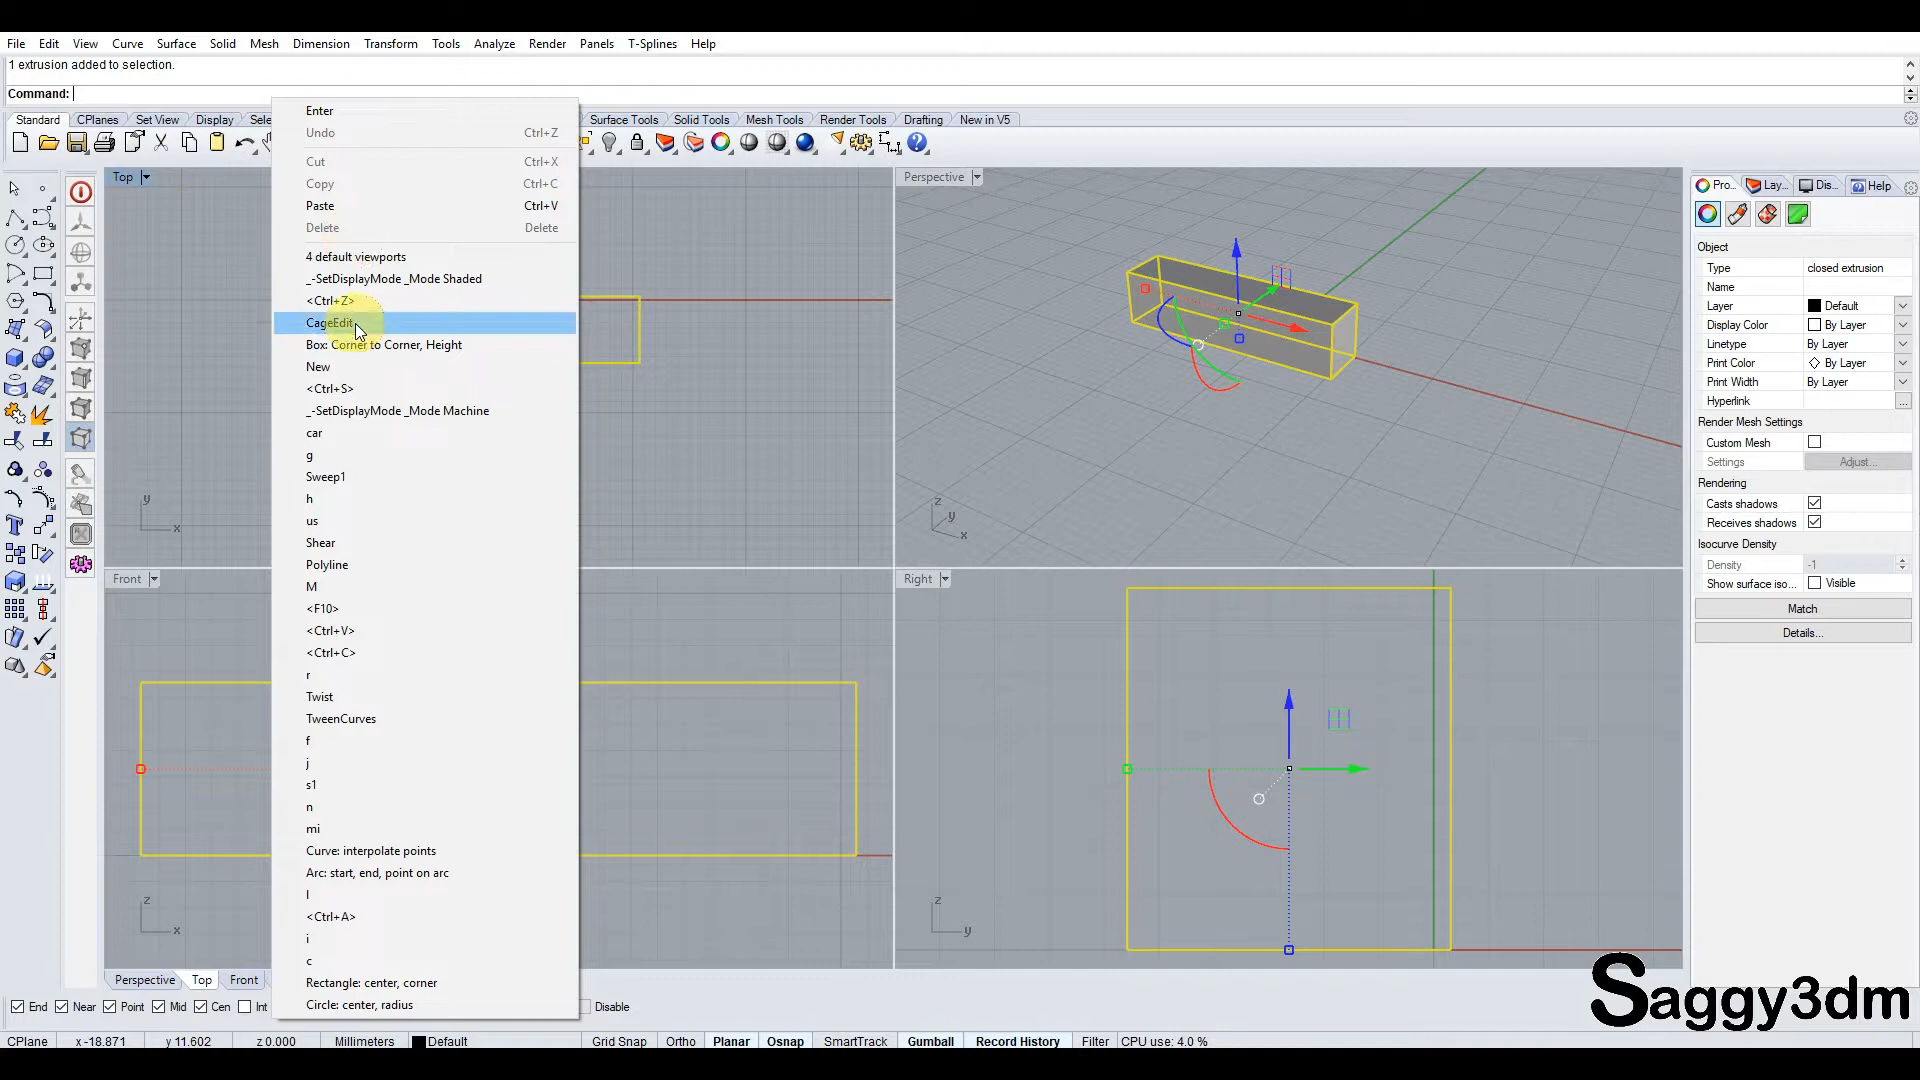 File Edit View Curve Surface Solid Mesh Dimension Transform Tools Analyze Render Panels T-Splines Help
1 extrusion added to selection.
Command:
Standard CPlanes Set View Display Sele Surface Tools Solid Tools Mesh Tools Render Tools Drafting New in V5
Enter
Undo Ctrl+Z
Cut Ctrl+X
Copy Ctrl+C
Paste Ctrl+V
Delete Delete
4 default viewports
_-SetDisplayMode _Mode Shaded
<Ctrl+Z>
CageEdit
Box: Corner to Corner, Height
New
<Ctrl+S>
_-SetDisplayMode _Mode Machine
car
g
Sweep1
h
us
Shear
Polyline
M
<F10>
<Ctrl+V>
<Ctrl+C>
r
Twist
TweenCurves
f
j
s1
n
mi
Curve: interpolate points
Arc: start, end, point on arc
l
<Ctrl+A>
i
c
Rectangle: center, corner
Circle: center, radius
Top
y
x
Perspective
z
y
x
Front
z
x
Right
z
y
Pro... Lay... Dis... Help
Object
Type closed extrusion
Name
Layer Default
Display Color By Layer
Linetype By Layer
Print Color By Layer
Print Width By Layer
Hyperlink ...
Render Mesh Settings
Custom Mesh
Settings Adjust...
Rendering
Casts shadows
Receives shadows
Isocurve Density
Density -1
Show surface iso... Visible
Match
Details...
Perspective Top Front
End Near Point Mid Cen Int Disable
CPlane x -18.871 y 11.602 z 0.000 Millimeters Default Grid Snap Ortho Planar Osnap SmartTrack Gumball Record History Filter CPU use: 4.0 %
Saggy3dm